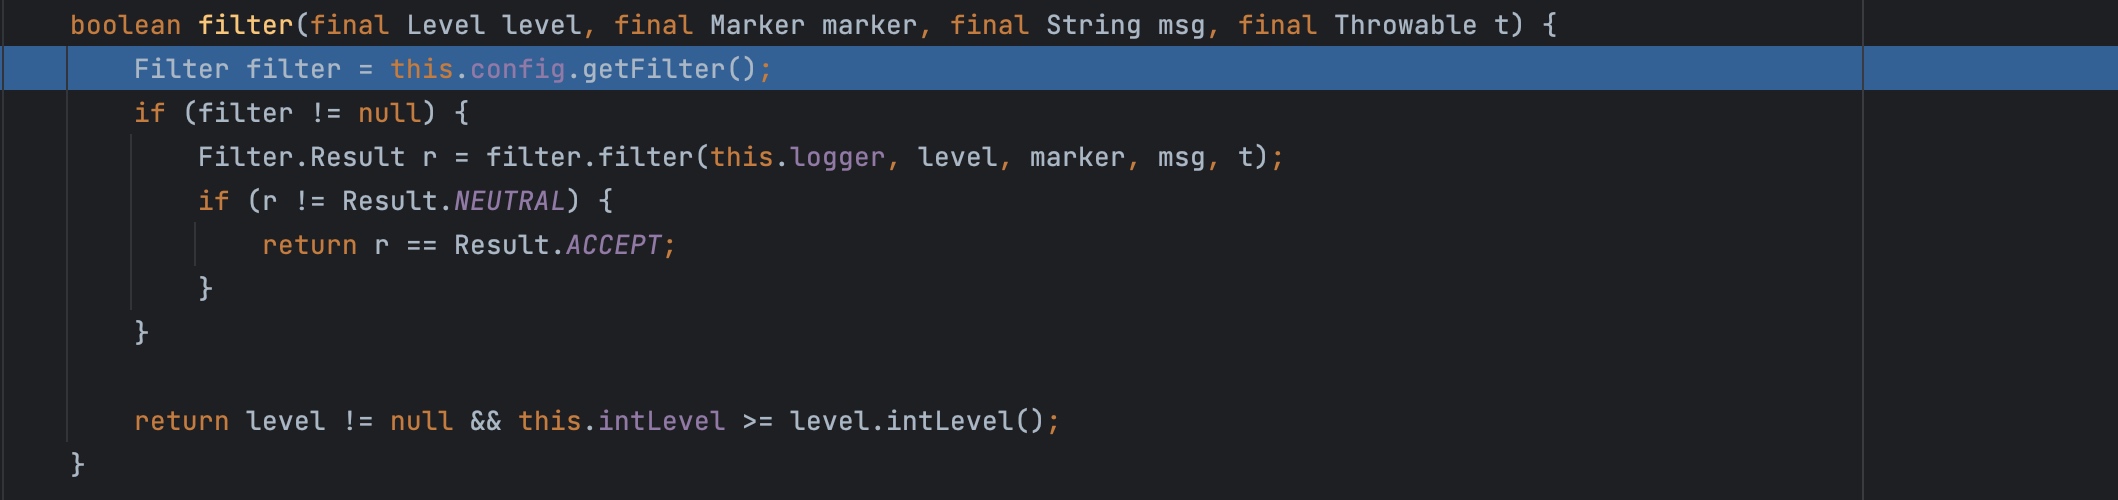 boolean filter(final Level level, final Marker marker, final String msg, final Throwable t) {
    Filter filter = this.config.getFilter();
    if (filter != null) {
        Filter.Result r = filter.filter(this.logger, level, marker, msg, t);
        if (r != Result.NEUTRAL) {
            return r == Result.ACCEPT;
        }
    }

    return level != null && this.intLevel >= level.intLevel();
}